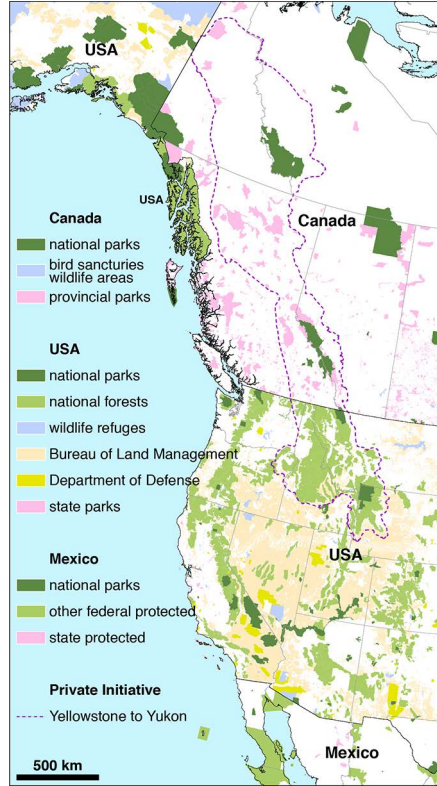 USA
USA
Canada
Canada
national parks
bird sancturies
wildlife areas
provincial parks
USA
national parks
national forests
wildlife refuges
Bureau of Land Management
Department of Defense
state parks
USA
Mexico
national parks
other federal protected
state protected
Private Initiative
Yellowstone to Yukon
Mexico
500 km